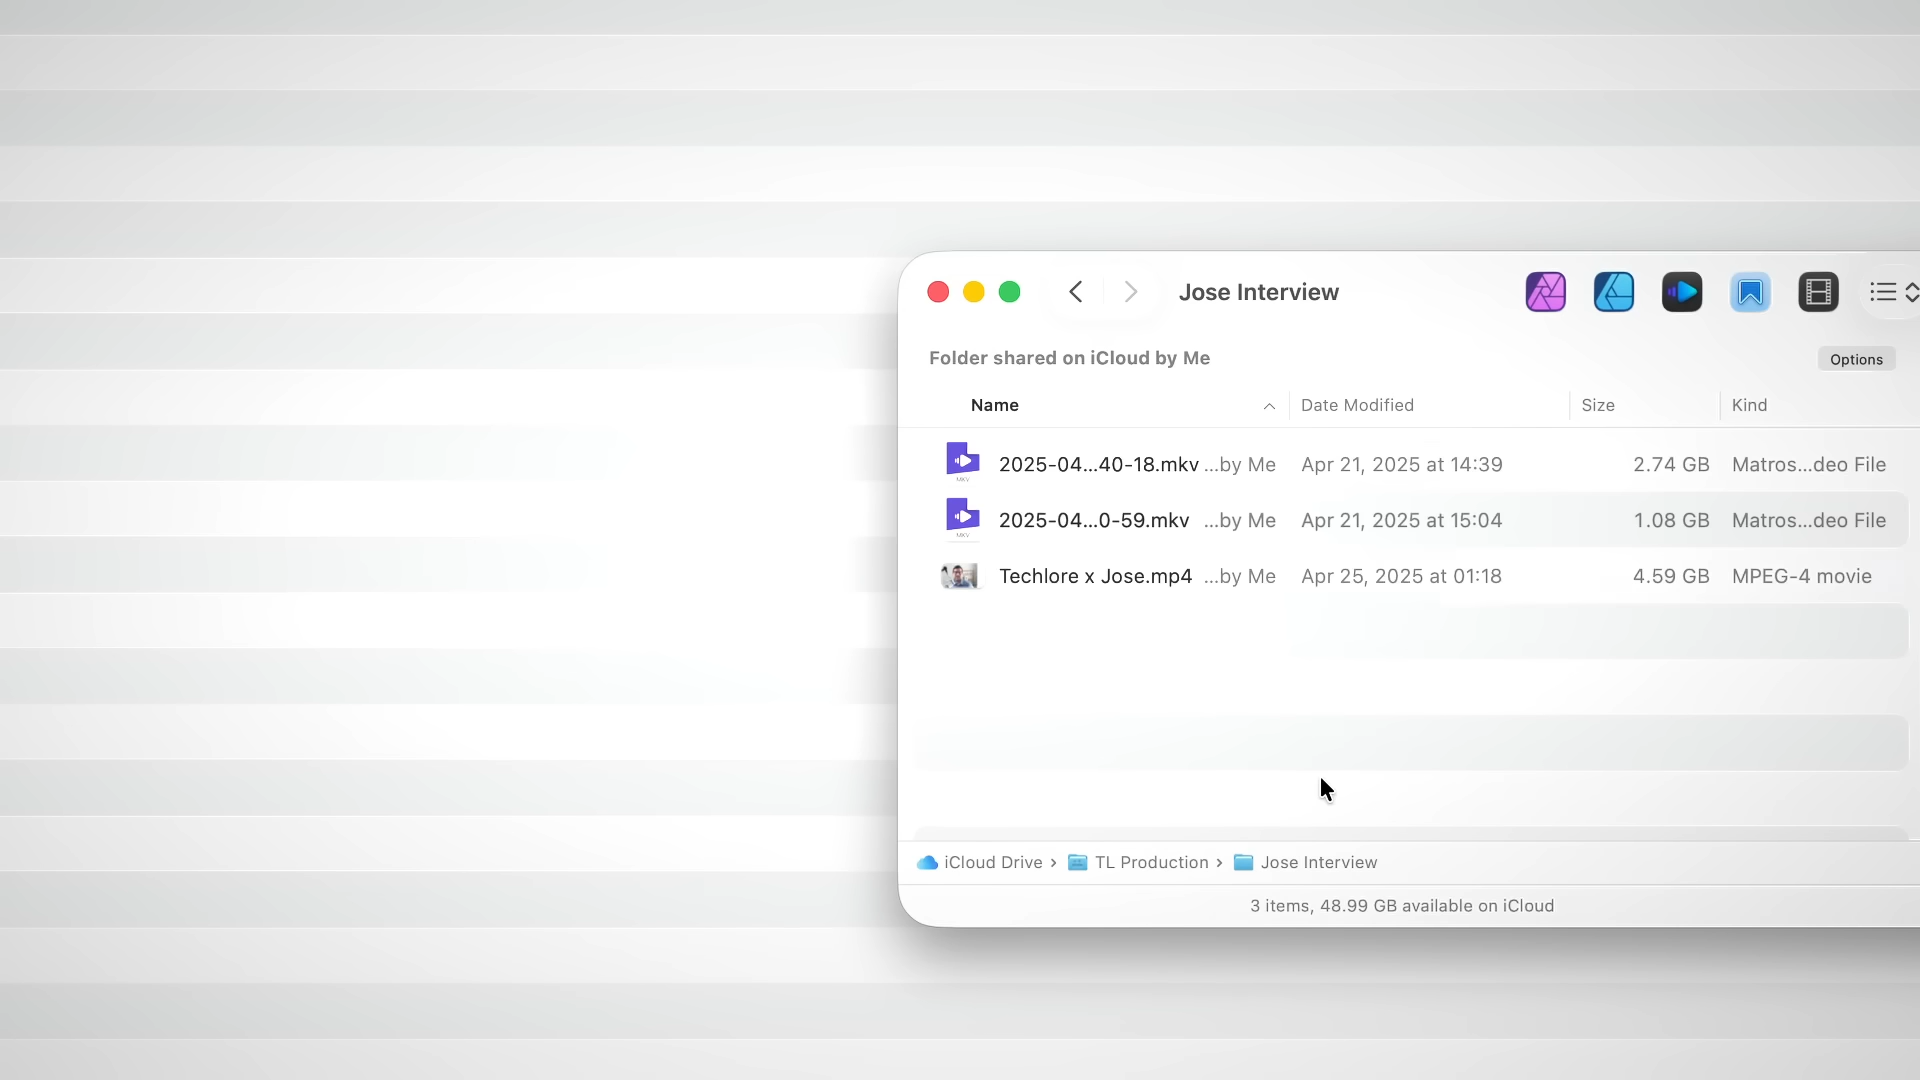 Jose Interview
Folder shared on iCloud by Me
Options
Name Date Modified Size Kind
2025-04...40-18.mkv ...by Me Apr 21, 2025 at 14:39 2.74 GB Matros...deo File
MKV
2025-04...0-59.mkv ...by Me Apr 21, 2025 at 15:04 1.08 GB Matros...deo File
MKV
Techlore x Jose.mp4 ...by Me Apr 25, 2025 at 01:18 4.59 GB MPEG-4 movie
iCloud Drive › TL Production › Jose Interview
3 items, 48.99 GB available on iCloud